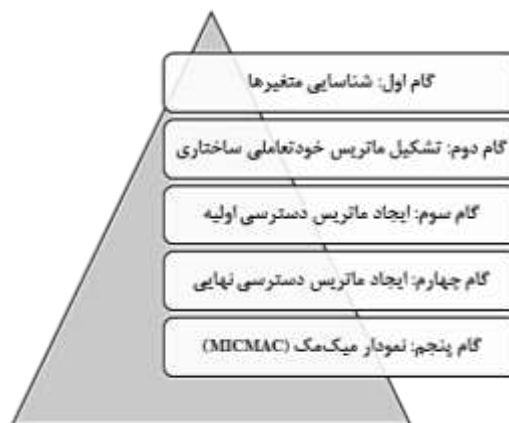 گام اول: شناسایی متغیرها
گام دوم: تشکیل ماتریس خودتعاملی ساختاری
گام سوم: ایجاد ماتریس دسترسی اولیه
گام چهارم: ایجاد ماتریس دسترسی نهایی
گام پنجم: نمودار میک‌مک (MICMAC)